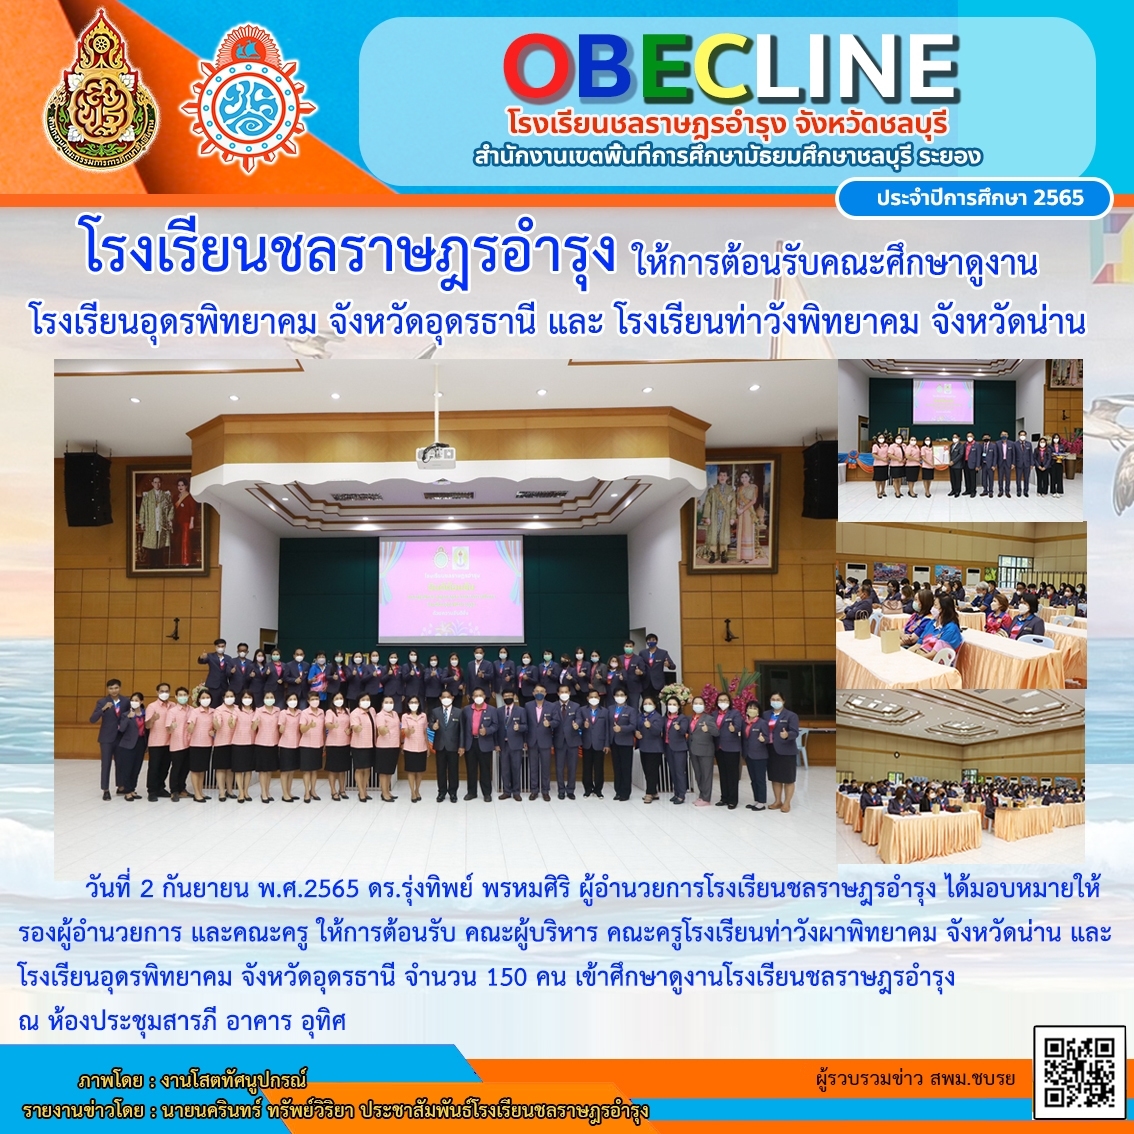 OBECLINE
โรงเรียนชลราษฎรอำรุง จังหวัดชลบุรี
สำนักงานเขตพื้นที่การศึกษามัธยมศึกษาชลบุรี ระยอง
ประจำปีการศึกษา 2565
โรงเรียนชลราษฎรอำรุง ให้การต้อนรับคณะศึกษาดูงาน
โรงเรียนอุดรพิทยาคม จังหวัดอุดรธานี และ โรงเรียนท่าวังพิทยาคม จังหวัดน่าน
วันที่ 2 กันยายน พ.ศ.2565 ดร.รุ่งทิพย์ พรหมศิริ ผู้อำนวยการโรงเรียนชลราษฎรอำรุง ได้มอบหมายให้
รองผู้อำนวยการ และคณะครู ให้การต้อนรับ คณะผู้บริหาร คณะครูโรงเรียนท่าวังผาพิทยาคม จังหวัดน่าน และ
โรงเรียนอุดรพิทยาคม จังหวัดอุดรธานี จำนวน 150 คน เข้าศึกษาดูงานโรงเรียนชลราษฎรอำรุง
ณ ห้องประชุมสารภี อาคาร อุทิศ
ภาพโดย : งานโสตทัศนูปกรณ์
รายงานข่าวโดย : นายนครินทร์ ทรัพย์วิริยา ประชาสัมพันธ์โรงเรียนชลราษฎรอำรุง
ผู้รวบรวมข่าว สพม.ชบรย